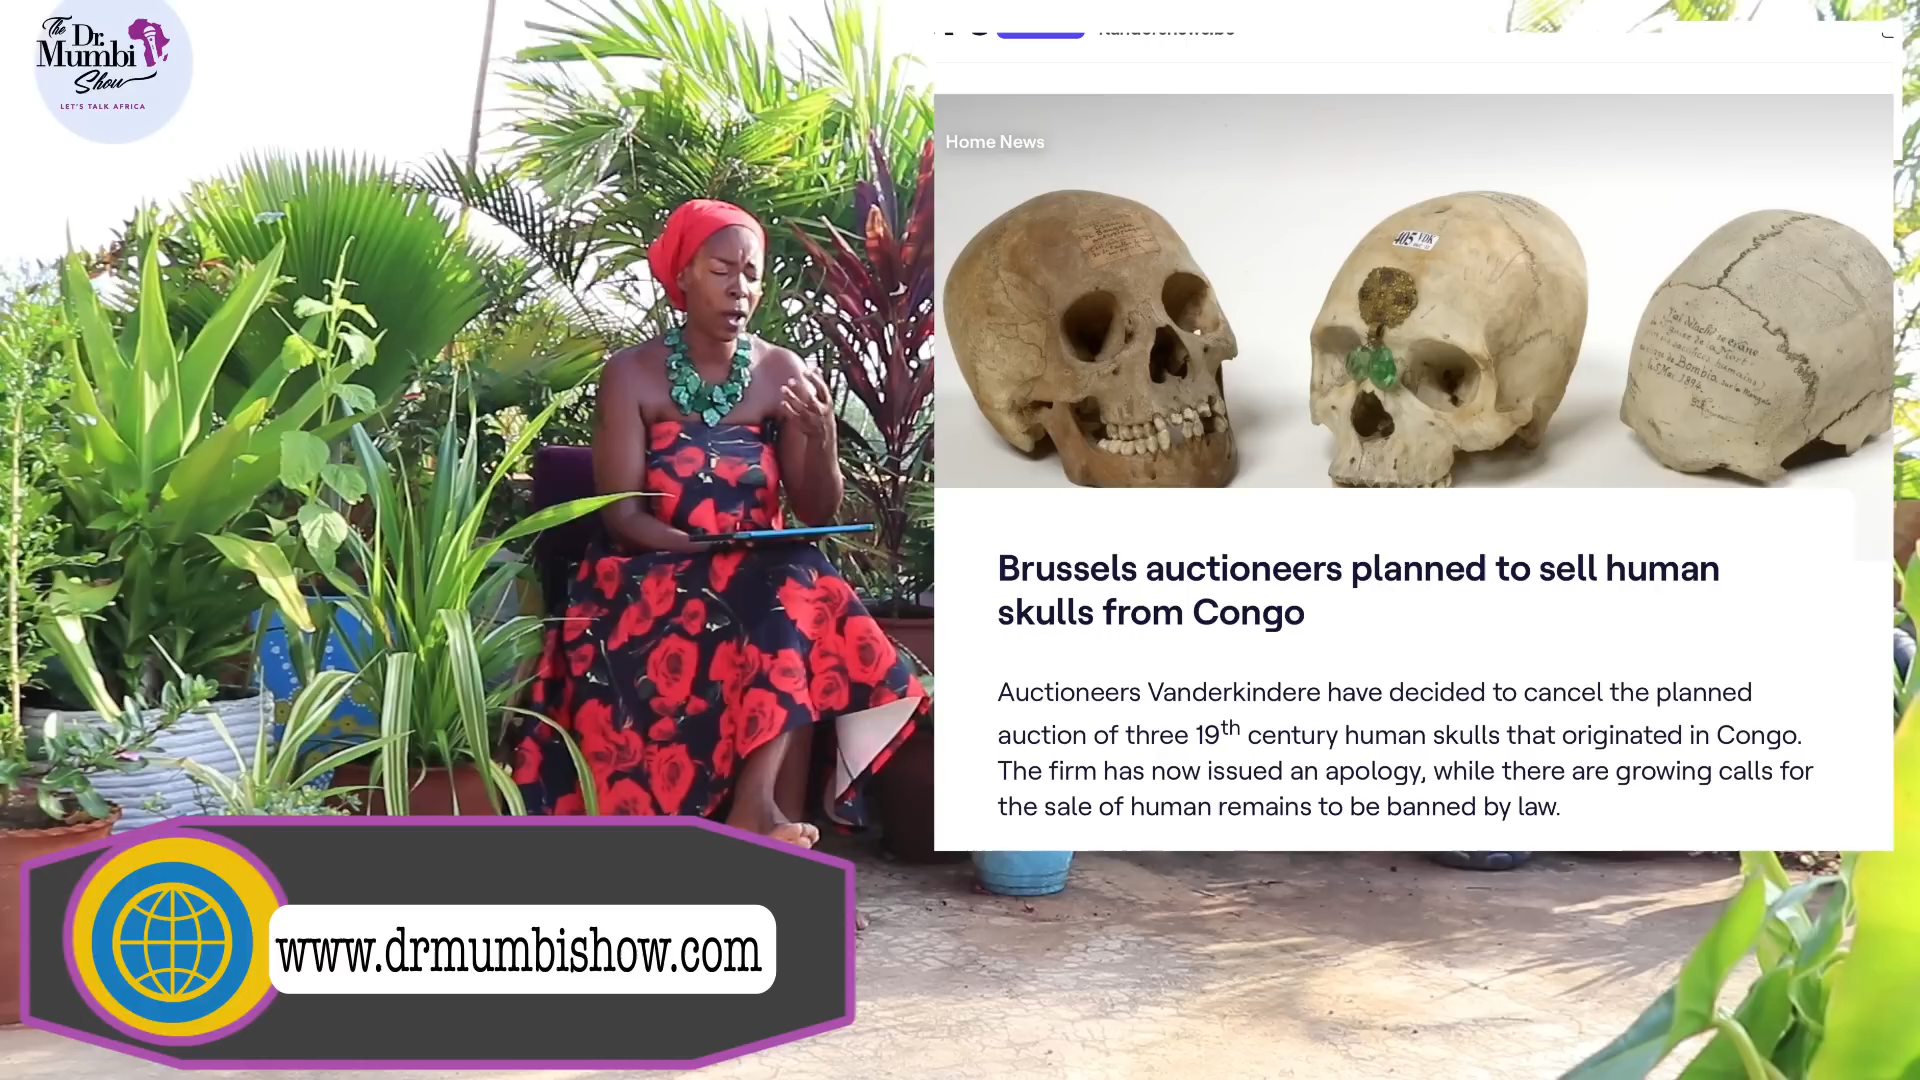 The
Dr.
Mumbi
Show
LET'S TALK AFRICA
Home News
405 VDK
Brussels auctioneers planned to sell human
skulls from Congo
Auctioneers Vanderkindere have decided to cancel the planned
auction of three 19th century human skulls that originated in Congo.
The firm has now issued an apology, while there are growing calls for
the sale of human remains to be banned by law.
www.drmumbishow.com